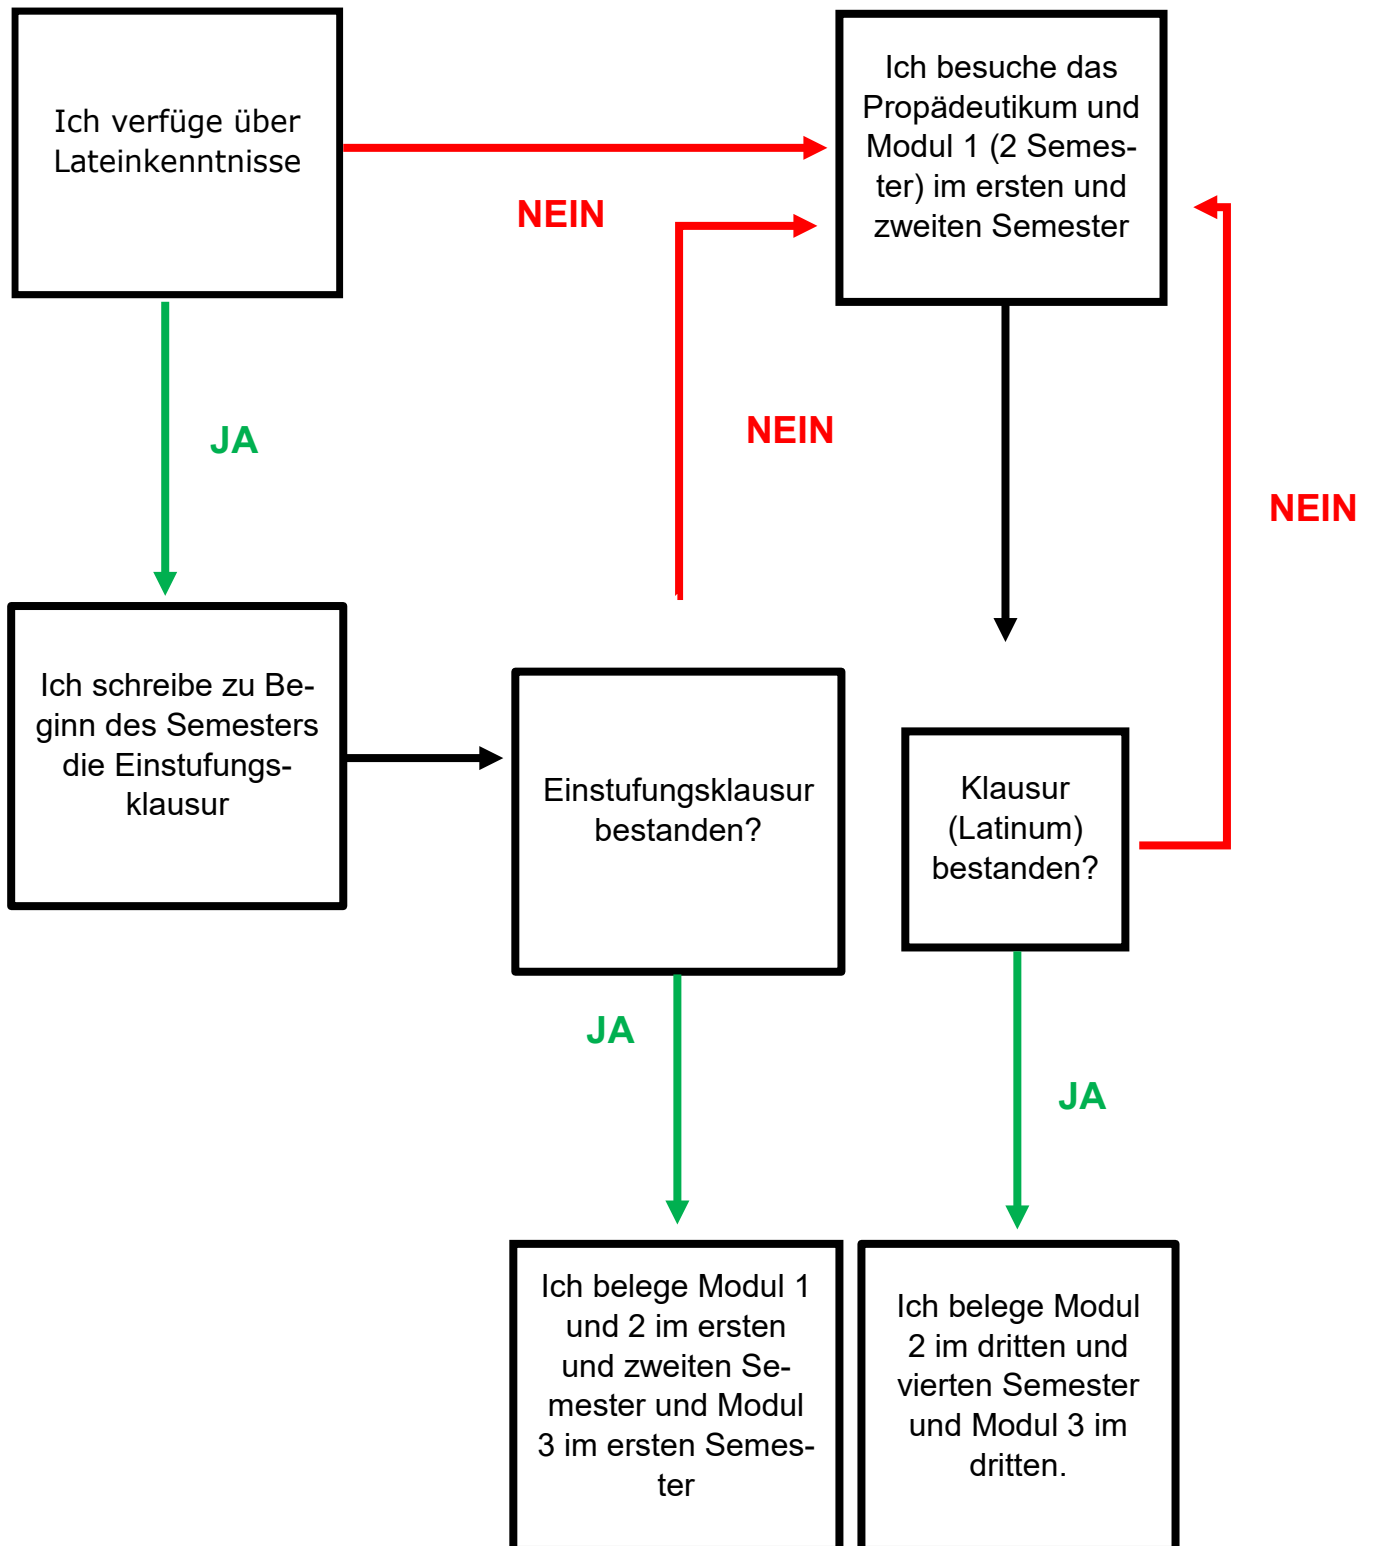 Ich verfüge über
Lateinkenntnisse
Ich besuche das
Propädeutikum und
Modul 1 (2 Semes-
ter) im ersten und
zweiten Semester
NEIN
JA
NEIN
NEIN
Ich schreibe zu Be-
ginn des Semesters
die Einstufungs-
klausur
Einstufungsklausur
bestanden?
Klausur
(Latinum)
bestanden?
JA
JA
Ich belege Modul 1
und 2 im ersten
und zweiten Se-
mester und Modul
3 im ersten Semes-
ter
Ich belege Modul
2 im dritten und
vierten Semester
und Modul 3 im
dritten.